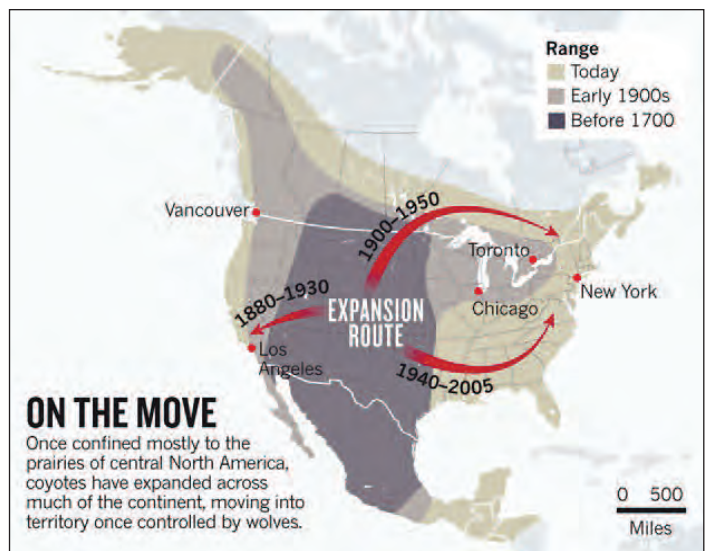 Range
Today
Early 1900s
Before 1700
Vancouver
1900–1950
Toronto
New York
Chicago
1880–1930
EXPANSION
ROUTE
Los
Angeles
1940–2005
ON THE MOVE
Once confined mostly to the
prairies of central North America,
coyotes have expanded across
much of the continent, moving into
territory once controlled by wolves.
0 500
Miles